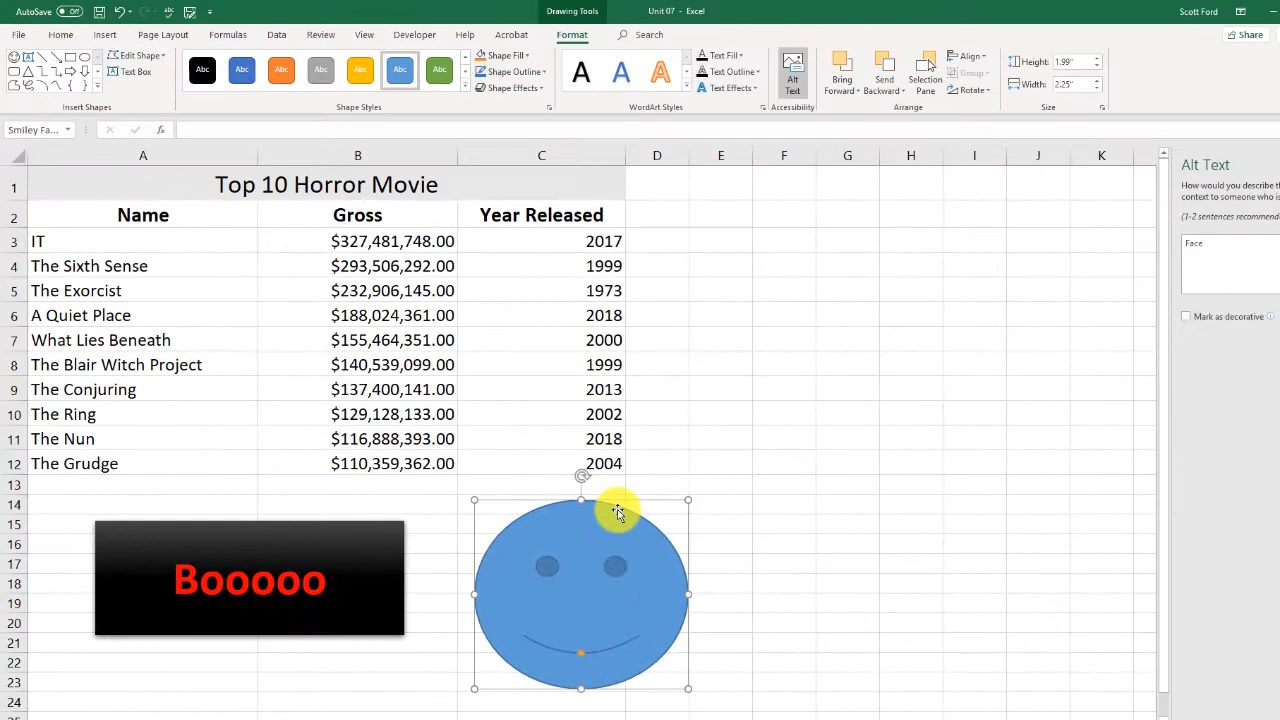 AutoSave Off Drawing Tools Unit 07 - Excel Scott Ford
File Home Insert Page Layout Formulas Data Review View Developer Help Acrobat Format Search Share
Edit Shape
Text Box
Insert Shapes
Abc Abc Abc Abc Abc Abc Abc
Shape Styles
Shape Fill
Shape Outline
Shape Effects
A A A
WordArt Styles
Text Fill
Text Outline
Text Effects
Alt
Text
Accessibility
Bring
Forward
Send
Backward
Selection
Pane
Align
Group
Rotate
Arrange
Height: 1.99"
Width: 2.25"
Size
Smiley Fa... fx
A B C D E F G H I J K
1 Top 10 Horror Movie
2 Name Gross Year Released
3 IT $327,481,748.00 2017
4 The Sixth Sense $293,506,292.00 1999
5 The Exorcist $232,906,145.00 1973
6 A Quiet Place $188,024,361.00 2018
7 What Lies Beneath $155,464,351.00 2000
8 The Blair Witch Project $140,539,099.00 1999
9 The Conjuring $137,400,141.00 2013
10 The Ring $129,128,133.00 2002
11 The Nun $116,888,393.00 2018
12 The Grudge $110,359,362.00 2004
13
14
15
16
17
18
19
20
21
22
23
24
Booooo
Alt Text
How would you describe th
context to someone who is
(1-2 sentences recommende
Face
Mark as decorative